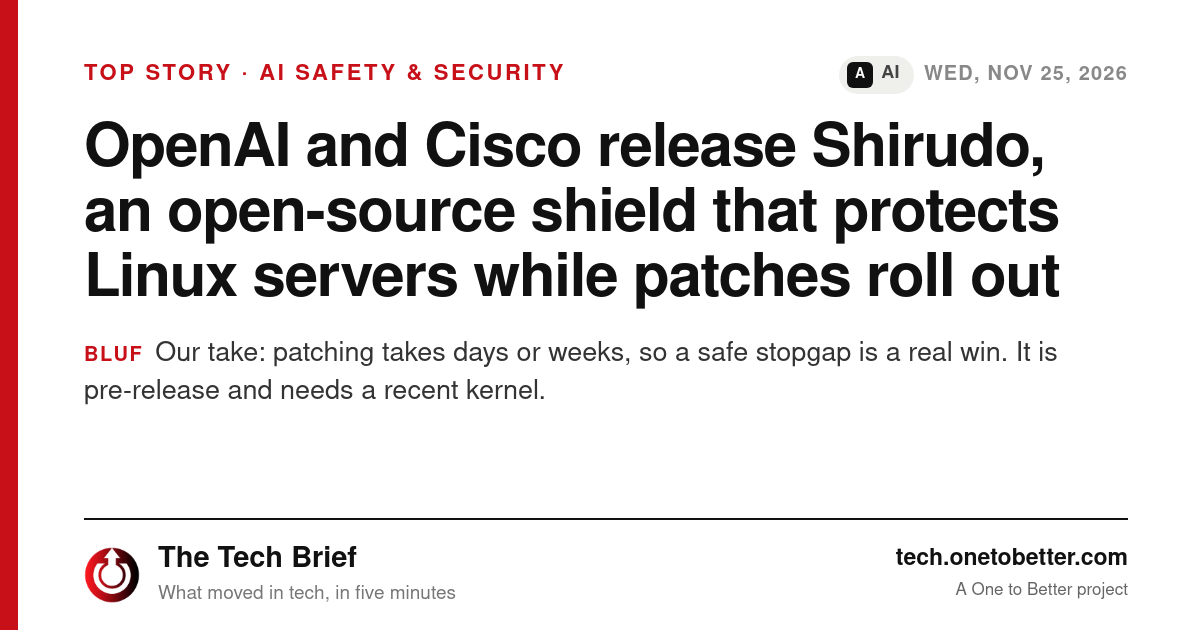 TOP STORY · AI SAFETY & SECURITY
A AI WED, NOV 25, 2026
OpenAI and Cisco release Shirudo,
an open-source shield that protects
Linux servers while patches roll out
BLUF Our take: patching takes days or weeks, so a safe stopgap is a real win. It is
pre-release and needs a recent kernel.
The Tech Brief
What moved in tech, in five minutes
tech.onetobetter.com
A One to Better project